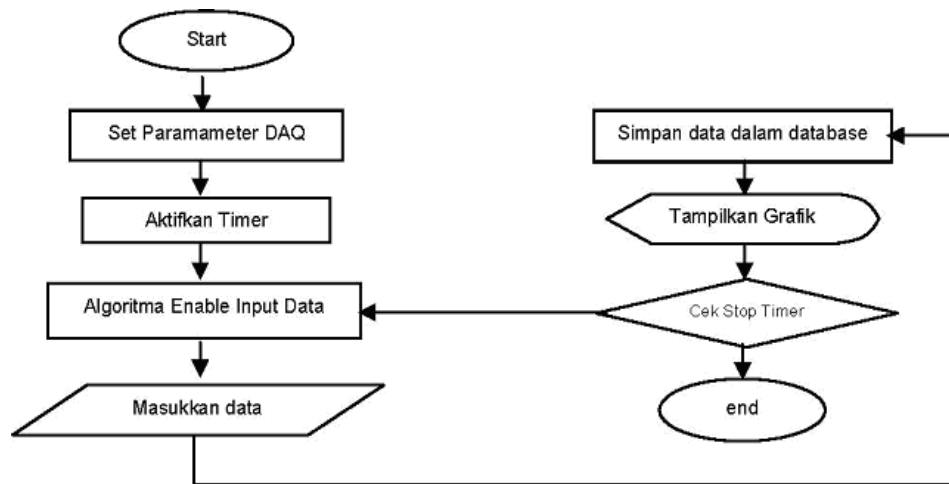 Start
Set Paramameter DAQ
Aktifkan Timer
Algoritma Enable Input Data
Masukkan data
Simpan data dalam database
Tampilkan Grafik
Cek Stop Timer
end